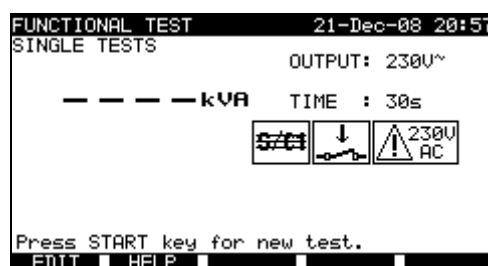 FUNCTIONAL TEST 21-Dec-08 20:57
SINGLE TESTS
OUTPUT: 230V~
– – – – kVA TIME : 30s
S/C1 230V
AC
Press START key for new test.
EDIT HELP